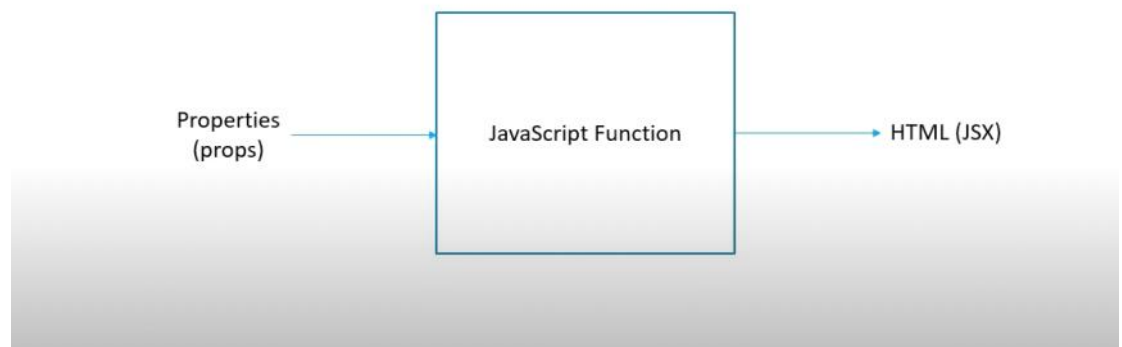 Properties
(props)
JavaScript Function
HTML (JSX)